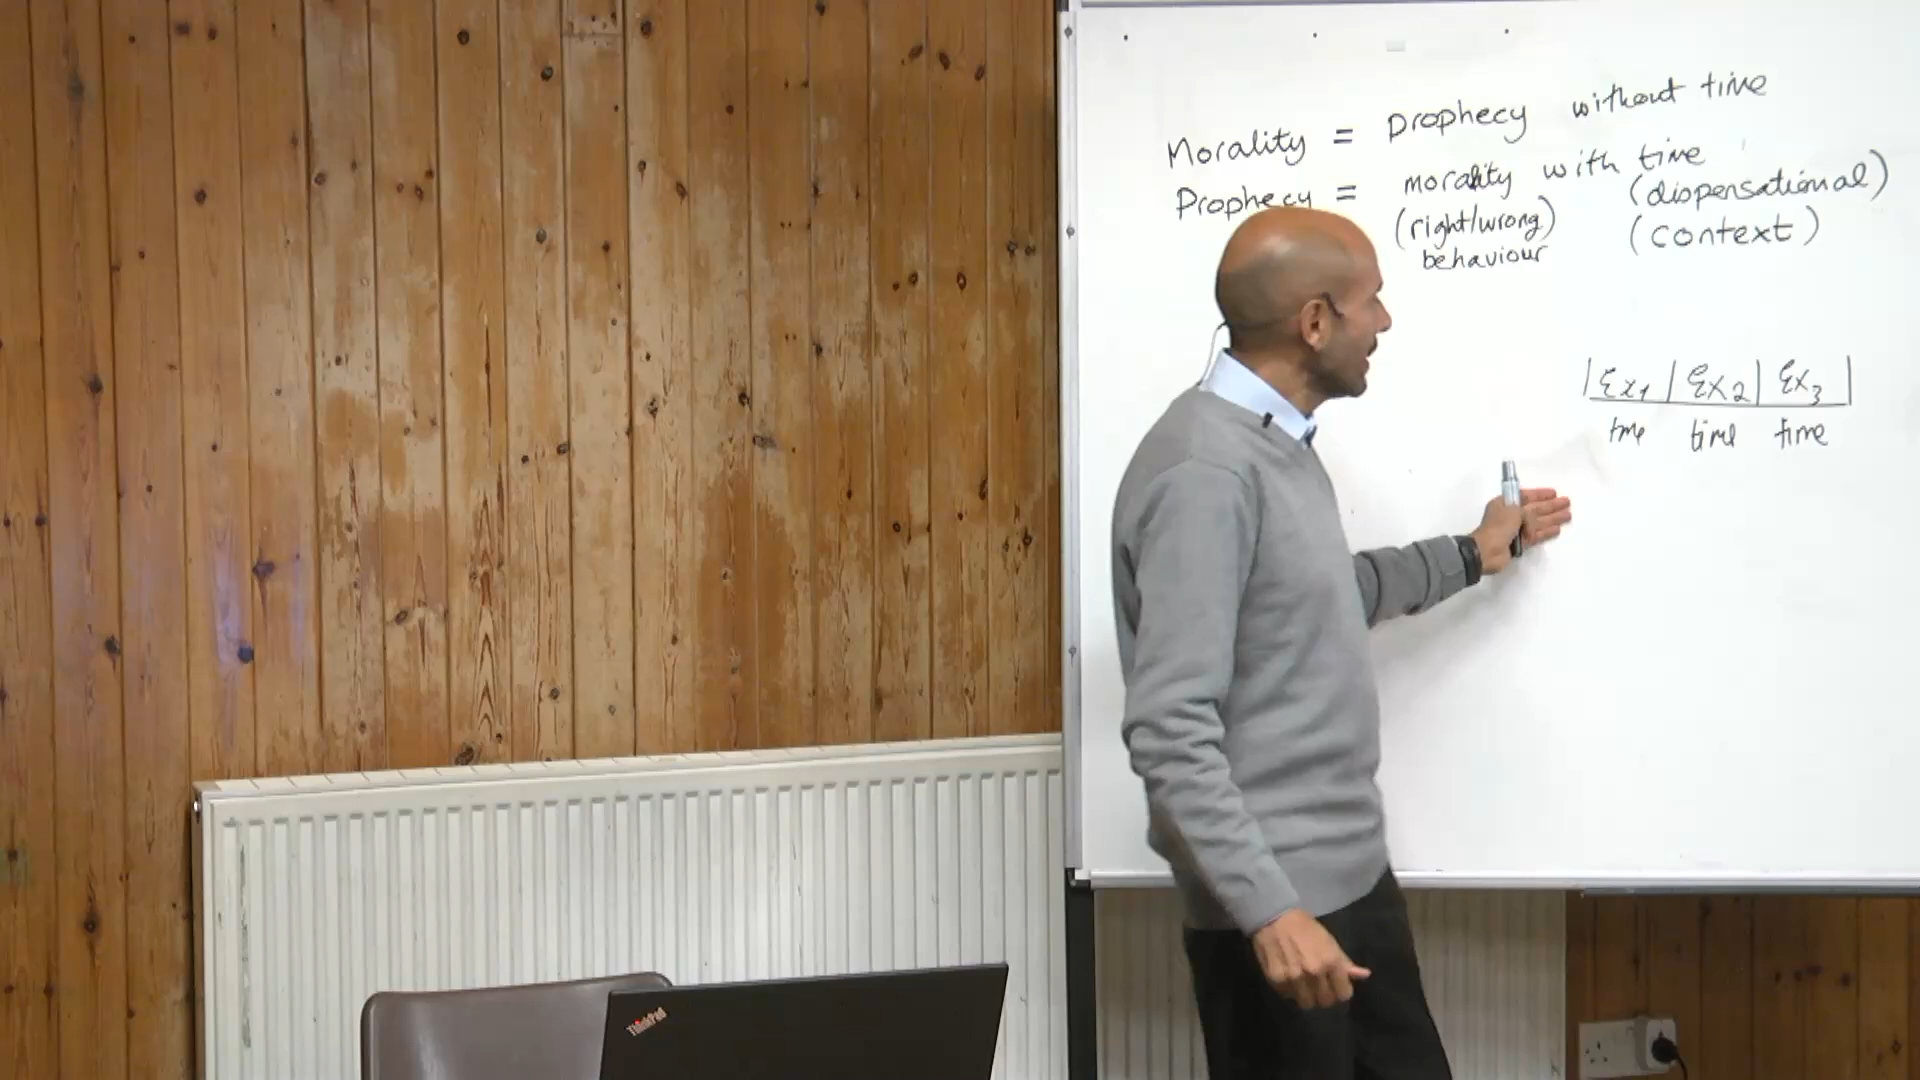 Morality = Prophecy without time
Prophecy = morality with time
(right/wrong) (dispensational)
behaviour (context)
|Ex1|Ex2|Ex3|
time time time
ThinkPad